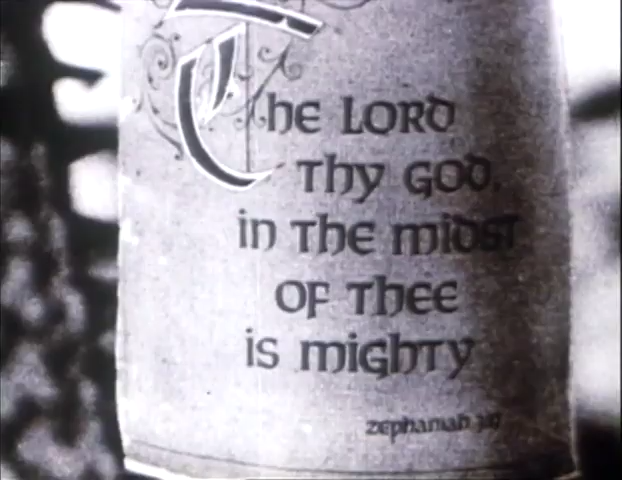 The LORD
Thy GOD,
in The midst
OF Thee
is mighty
Zephaniah 3:17